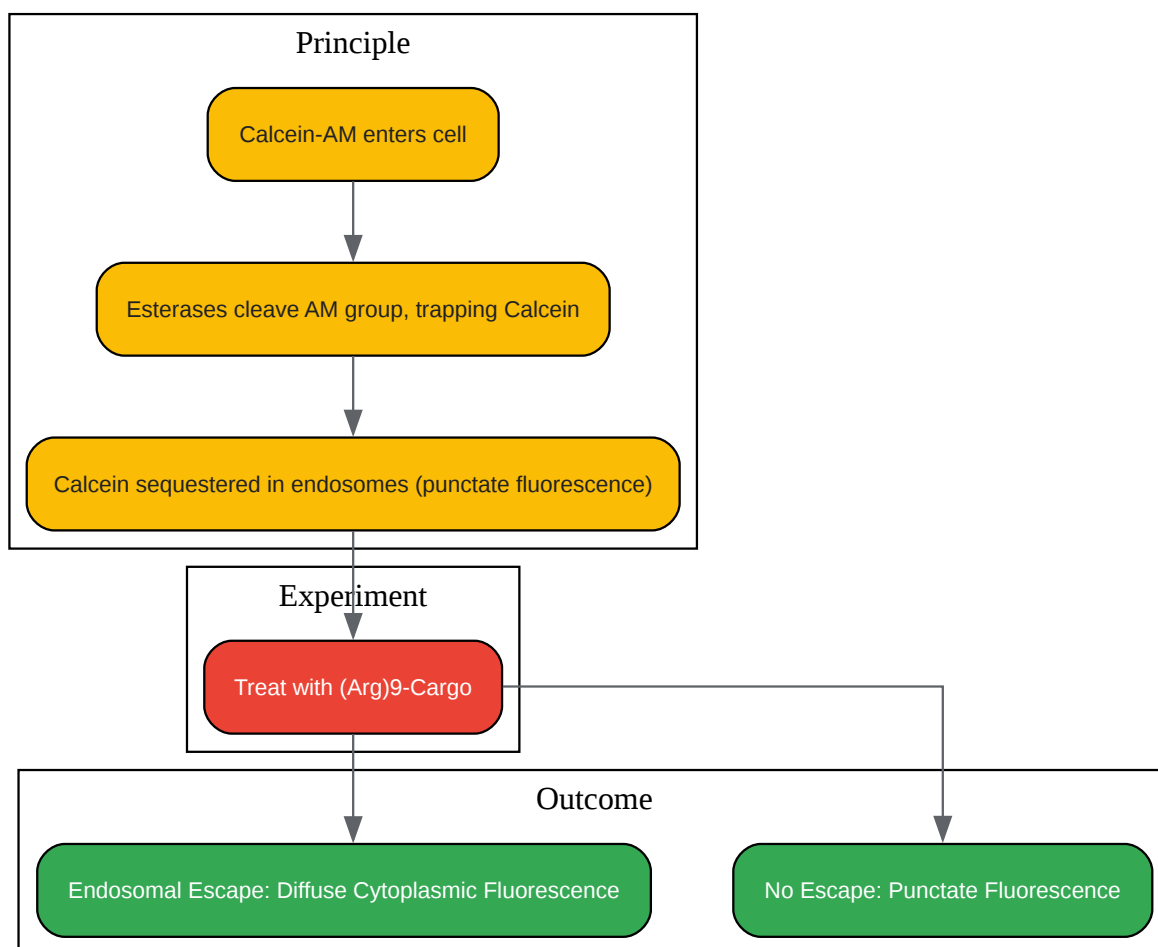 Principle
Calcein-AM enters cell
Esterases cleave AM group, trapping Calcein
Calcein sequestered in endosomes (punctate fluorescence)
Experiment
Treat with (Arg)9-Cargo
Outcome
Endosomal Escape: Diffuse Cytoplasmic Fluorescence
No Escape: Punctate Fluorescence